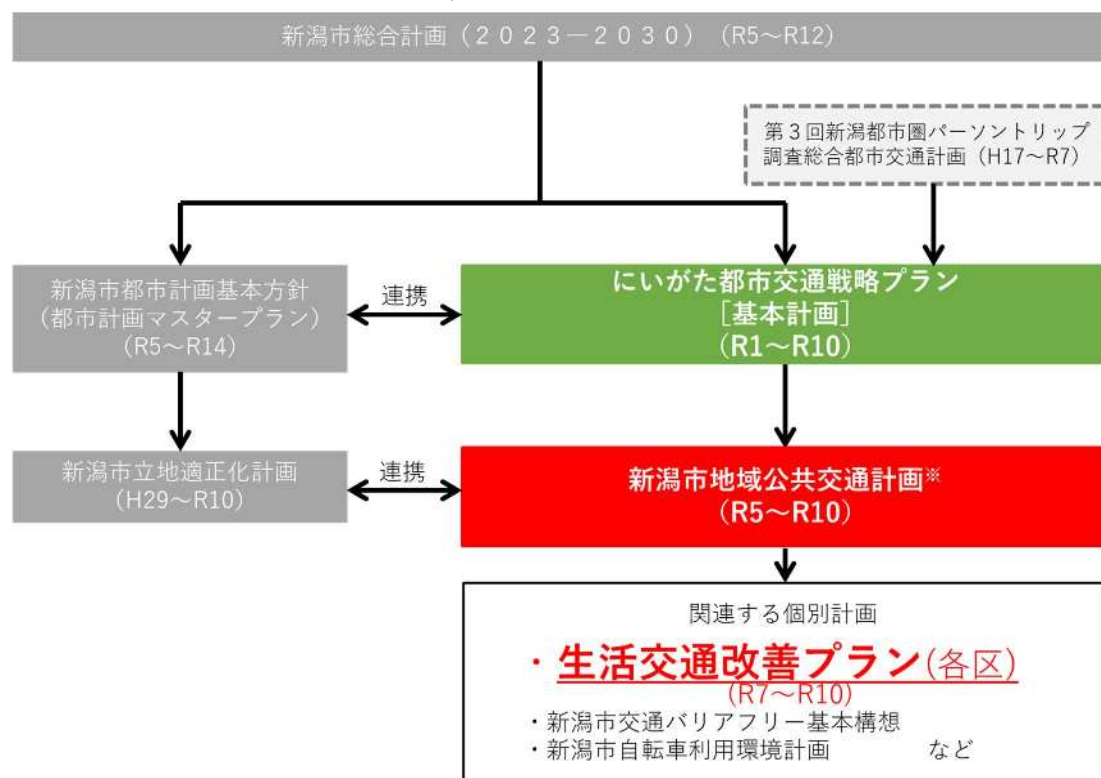 新潟市総合計画（２０２３－２０３０）（R5～R12）
第３回新潟都市圏パーソントリップ
調査総合都市交通計画（H17～R7）
新潟市都市計画基本方針
（都市計画マスタープラン）
（R5～R14）
連携
にいがた都市交通戦略プラン
［基本計画］
（R1～R10）
新潟市立地適正化計画
（H29～R10）
連携
新潟市地域公共交通計画※
（R5～R10）
関連する個別計画
・生活交通改善プラン(各区)
（R7～R10）
・新潟市交通バリアフリー基本構想
・新潟市自転車利用環境計画　　　など